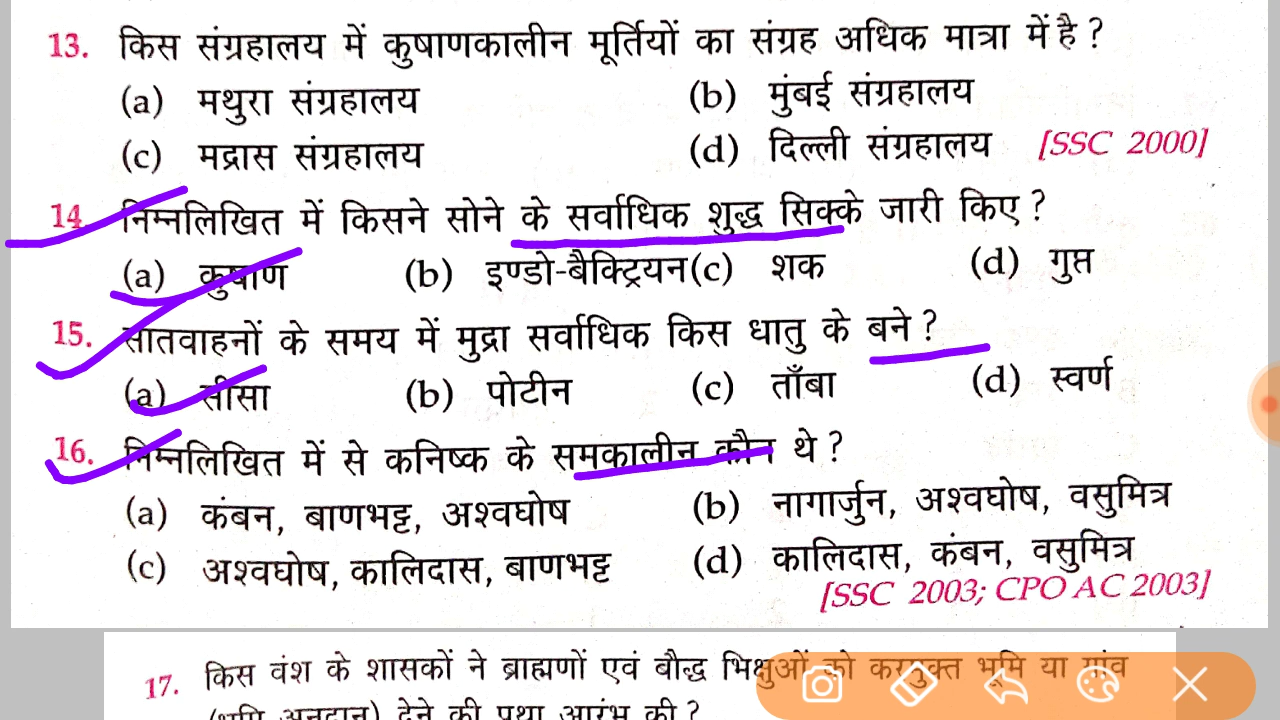 13. किस संग्रहालय में कुषाणकालीन मूर्तियों का संग्रह अधिक मात्रा में है ?
(a) मथुरा संग्रहालय (b) मुंबई संग्रहालय
(c) मद्रास संग्रहालय (d) दिल्ली संग्रहालय [SSC 2000]
14. निम्नलिखित में किसने सोने के सर्वाधिक शुद्ध सिक्के जारी किए ?
(a) कुषाण (b) इण्डो-बैक्ट्रियन (c) शक (d) गुप्त
15. सातवाहनों के समय में मुद्रा सर्वाधिक किस धातु के बने ?
(a) सीसा (b) पोटीन (c) ताँबा (d) स्वर्ण
16. निम्नलिखित में से कनिष्क के समकालीन कौन थे ?
(a) कंबन, बाणभट्ट, अश्वघोष (b) नागार्जुन, अश्वघोष, वसुमित्र
(c) अश्वघोष, कालिदास, बाणभट्ट (d) कालिदास, कंबन, वसुमित्र
[SSC 2003; CPO AC 2003]
17. किस वंश के शासकों ने ब्राह्मणों एवं बौद्ध भिक्षुओं को करमुक्त भूमि या गांव
(भूमि अनुदान) देने की प्रथा आरंभ की ?